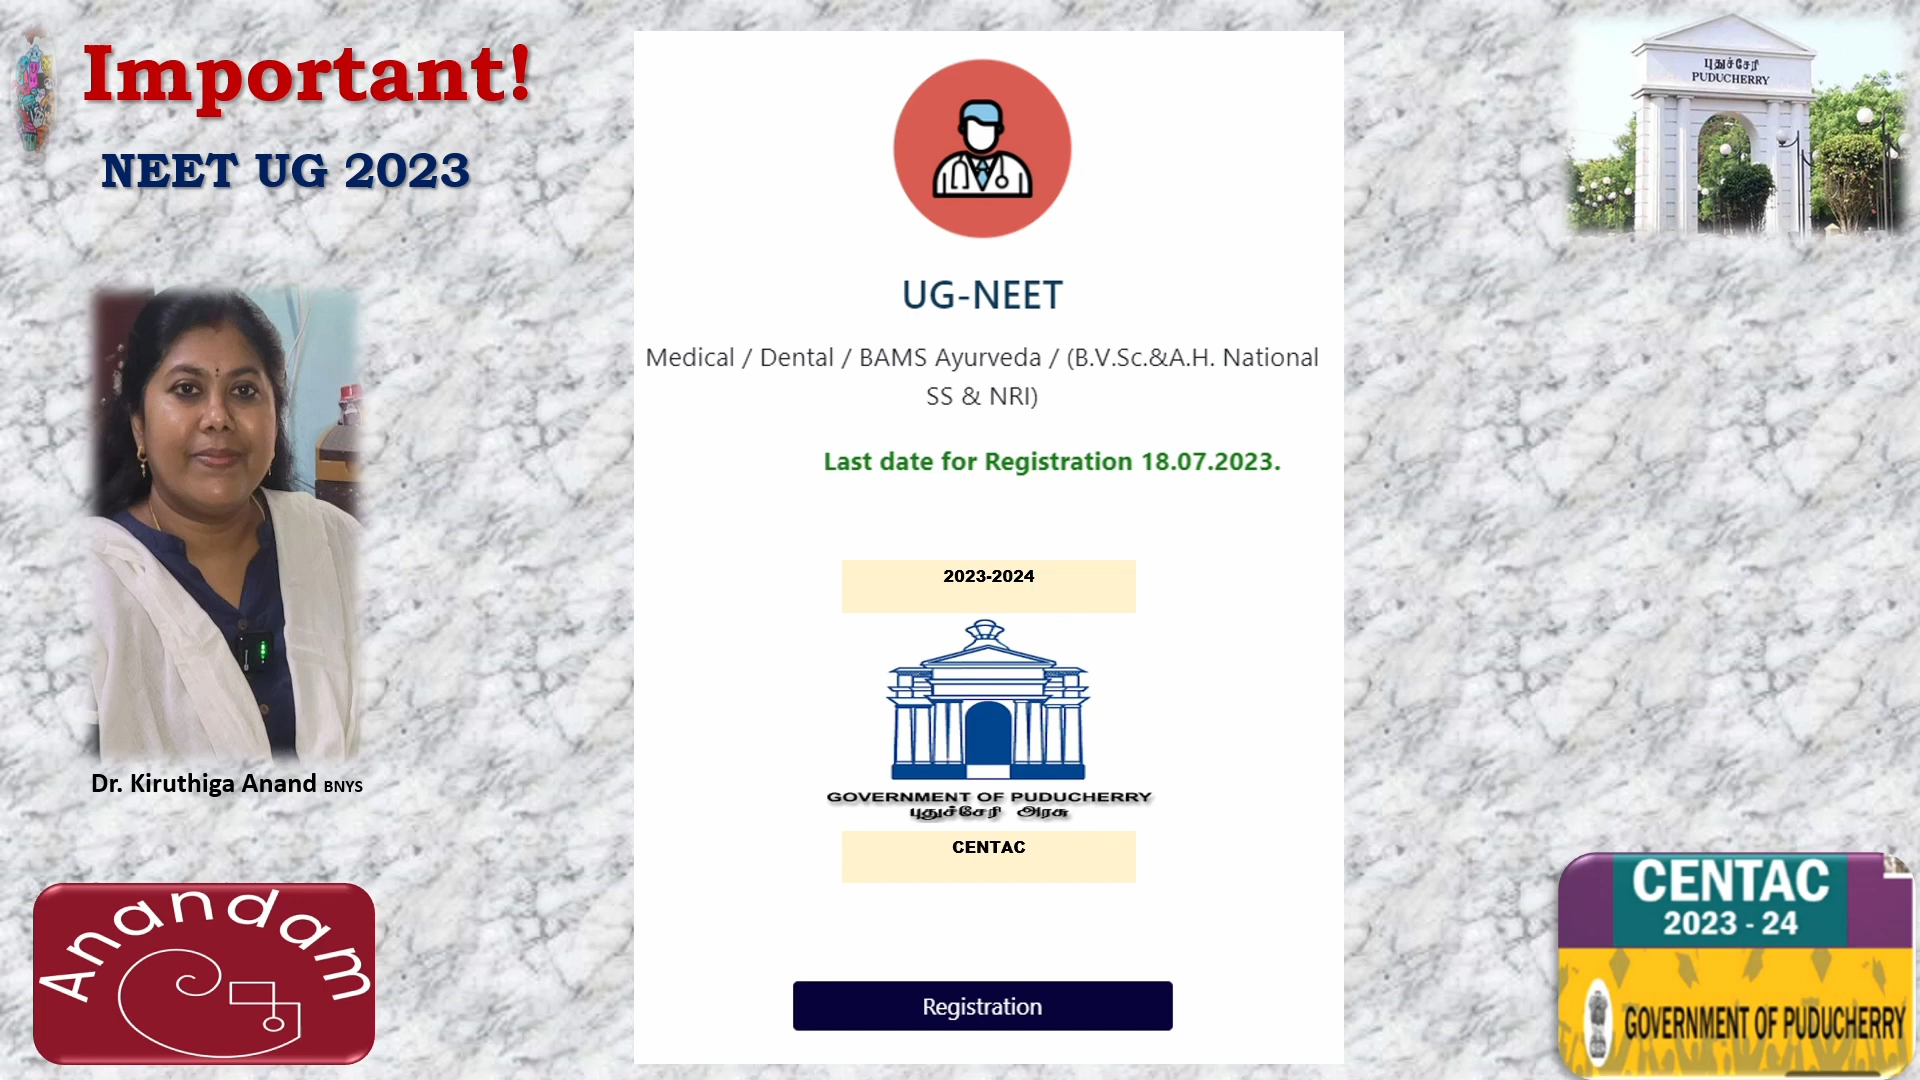 Important!
NEET UG 2023
புதுச்சேரி
PUDUCHERRY
UG-NEET
Medical / Dental / BAMS Ayurveda / (B.V.Sc.&A.H. National
SS & NRI)
Last date for Registration 18.07.2023.
2023-2024
GOVERNMENT OF PUDUCHERRY
புதுச்சேரி அரசு
CENTAC
Registration
Dr. Kiruthiga Anand BNYS
Anandam
CENTAC
2023 - 24
GOVERNMENT OF PUDUCHERRY